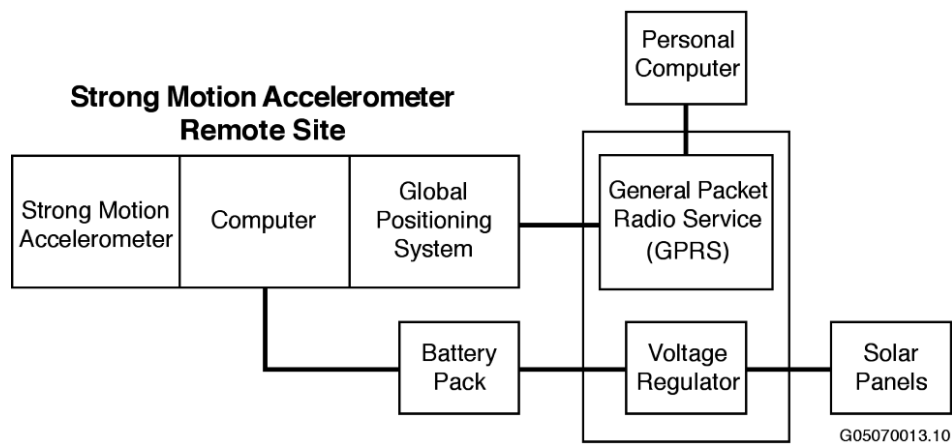 Personal
Computer
Strong Motion Accelerometer
Remote Site
Strong Motion
Accelerometer
Computer
Global
Positioning
System
General Packet
Radio Service
(GPRS)
Battery
Pack
Voltage
Regulator
Solar
Panels
G05070013.10